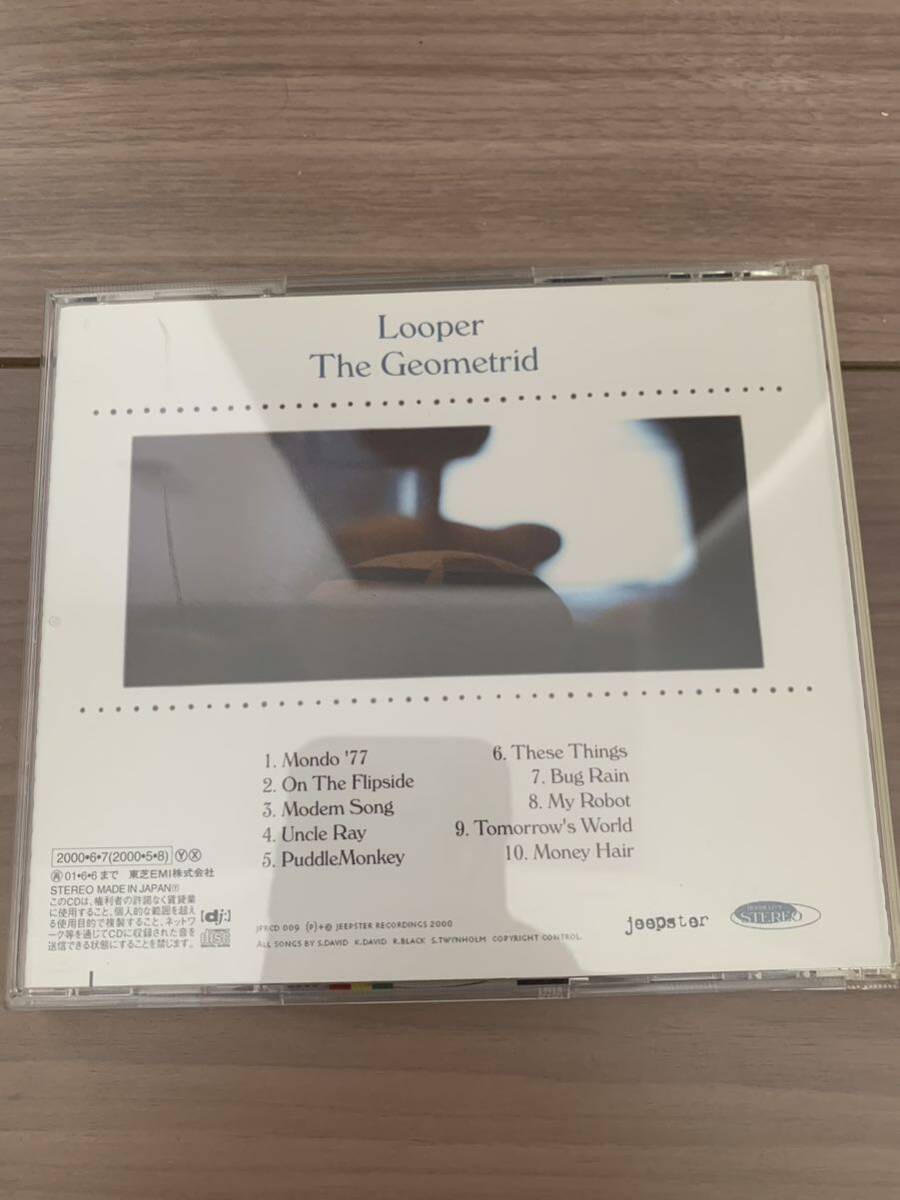 Looper
The Geometrid
1. Mondo '77
2. On The Flipside
3. Modem Song
4. Uncle Ray
5. PuddleMonkey
6. These Things
7. Bug Rain
8. My Robot
9. Tomorrow's World
10. Money Hair
2000•6•7(2000•5•8) Ⓨ Ⓧ
再 01•6•6まで 東芝EMI株式会社
STEREO MADE IN JAPAN
このCDは、権利者の許諾なく賃貸業
に使用すること、個人的な範囲を超え
る使用目的で複製すること、ネットワ
ーク等を通じてCDに収録された音を
送信できる状態にすることを禁じます。
[dj:]
JPRCD 009 (P)+© JEEPSTER RECORDINGS 2000
ALL SONGS BY S.DAVID K.DAVID R.BLACK S.TWYNHOLM COPYRIGHT CONTROL.
jeepster
STEREO